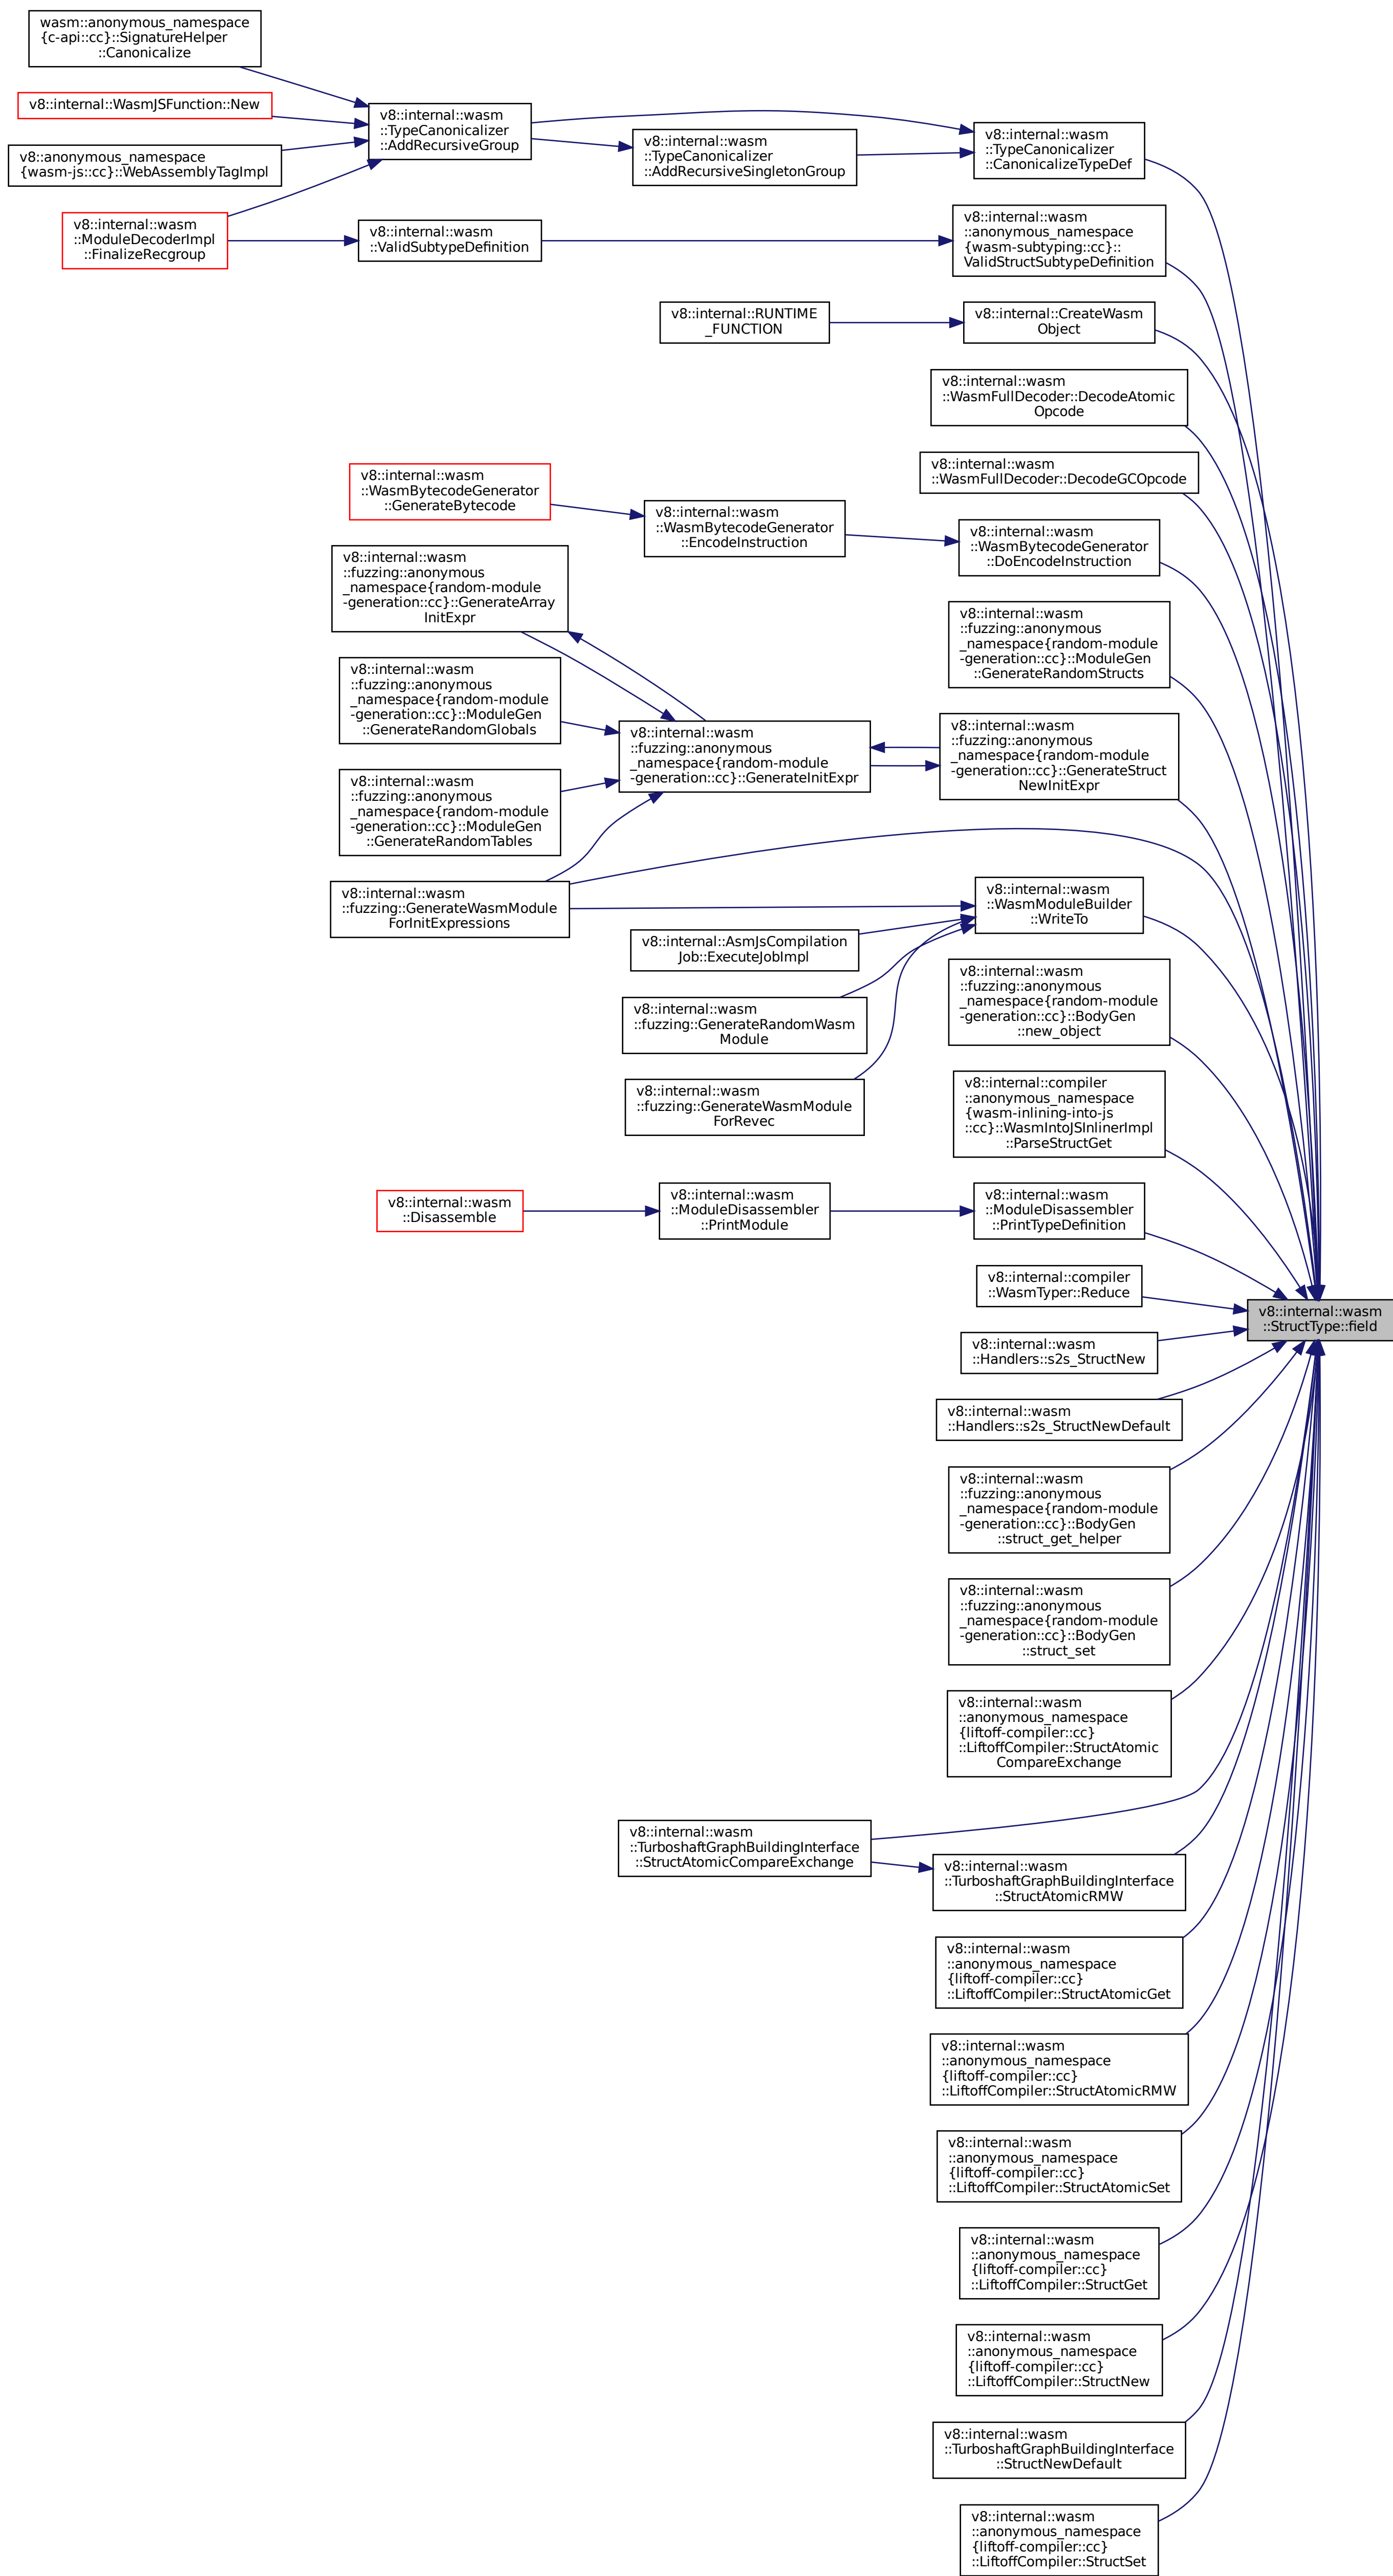 wasm::anonymous_namespace
{c-api::cc}::SignatureHelper
::Canonicalize
v8::internal::WasmJSFunction::New
v8::anonymous_namespace
{wasm-js::cc}::WebAssemblyTagImpl
v8::internal::wasm
::ModuleDecoderImpl
::FinalizeRecgroup
v8::internal::wasm
::TypeCanonicalizer
::AddRecursiveGroup
v8::internal::wasm
::ValidSubtypeDefinition
v8::internal::wasm
::TypeCanonicalizer
::AddRecursiveSingletonGroup
v8::internal::wasm
::TypeCanonicalizer
::CanonicalizeTypeDef
v8::internal::wasm
::anonymous_namespace
{wasm-subtyping::cc}::
ValidStructSubtypeDefinition
v8::internal::RUNTIME
_FUNCTION
v8::internal::CreateWasm
Object
v8::internal::wasm
::WasmFullDecoder::DecodeAtomic
Opcode
v8::internal::wasm
::WasmFullDecoder::DecodeGCOpcode
v8::internal::wasm
::WasmBytecodeGenerator
::GenerateBytecode
v8::internal::wasm
::WasmBytecodeGenerator
::EncodeInstruction
v8::internal::wasm
::WasmBytecodeGenerator
::DoEncodeInstruction
v8::internal::wasm
::fuzzing::anonymous
_namespace{random-module
-generation::cc}::GenerateArray
InitExpr
v8::internal::wasm
::fuzzing::anonymous
_namespace{random-module
-generation::cc}::ModuleGen
::GenerateRandomStructs
v8::internal::wasm
::fuzzing::anonymous
_namespace{random-module
-generation::cc}::ModuleGen
::GenerateRandomGlobals
v8::internal::wasm
::fuzzing::anonymous
_namespace{random-module
-generation::cc}::GenerateInitExpr
v8::internal::wasm
::fuzzing::anonymous
_namespace{random-module
-generation::cc}::GenerateStruct
NewInitExpr
v8::internal::wasm
::fuzzing::anonymous
_namespace{random-module
-generation::cc}::ModuleGen
::GenerateRandomTables
v8::internal::wasm
::fuzzing::GenerateWasmModule
ForInitExpressions
v8::internal::wasm
::WasmModuleBuilder
::WriteTo
v8::internal::AsmJsCompilation
Job::ExecuteJobImpl
v8::internal::wasm
::fuzzing::GenerateRandomWasm
Module
v8::internal::wasm
::fuzzing::GenerateWasmModule
ForRevec
v8::internal::wasm
::fuzzing::anonymous
_namespace{random-module
-generation::cc}::BodyGen
::new_object
v8::internal::compiler
::anonymous_namespace
{wasm-inlining-into-js
::cc}::WasmIntoJSInlinerImpl
::ParseStructGet
v8::internal::wasm
::Disassemble
v8::internal::wasm
::ModuleDisassembler
::PrintModule
v8::internal::wasm
::ModuleDisassembler
::PrintTypeDefinition
v8::internal::compiler
::WasmTyper::Reduce
v8::internal::wasm
::StructType::field
v8::internal::wasm
::Handlers::s2s_StructNew
v8::internal::wasm
::Handlers::s2s_StructNewDefault
v8::internal::wasm
::fuzzing::anonymous
_namespace{random-module
-generation::cc}::BodyGen
::struct_get_helper
v8::internal::wasm
::fuzzing::anonymous
_namespace{random-module
-generation::cc}::BodyGen
::struct_set
v8::internal::wasm
::anonymous_namespace
{liftoff-compiler::cc}
::LiftoffCompiler::StructAtomic
CompareExchange
v8::internal::wasm
::TurboshaftGraphBuildingInterface
::StructAtomicCompareExchange
v8::internal::wasm
::TurboshaftGraphBuildingInterface
::StructAtomicRMW
v8::internal::wasm
::anonymous_namespace
{liftoff-compiler::cc}
::LiftoffCompiler::StructAtomicGet
v8::internal::wasm
::anonymous_namespace
{liftoff-compiler::cc}
::LiftoffCompiler::StructAtomicRMW
v8::internal::wasm
::anonymous_namespace
{liftoff-compiler::cc}
::LiftoffCompiler::StructAtomicSet
v8::internal::wasm
::anonymous_namespace
{liftoff-compiler::cc}
::LiftoffCompiler::StructGet
v8::internal::wasm
::anonymous_namespace
{liftoff-compiler::cc}
::LiftoffCompiler::StructNew
v8::internal::wasm
::TurboshaftGraphBuildingInterface
::StructNewDefault
v8::internal::wasm
::anonymous_namespace
{liftoff-compiler::cc}
::LiftoffCompiler::StructSet